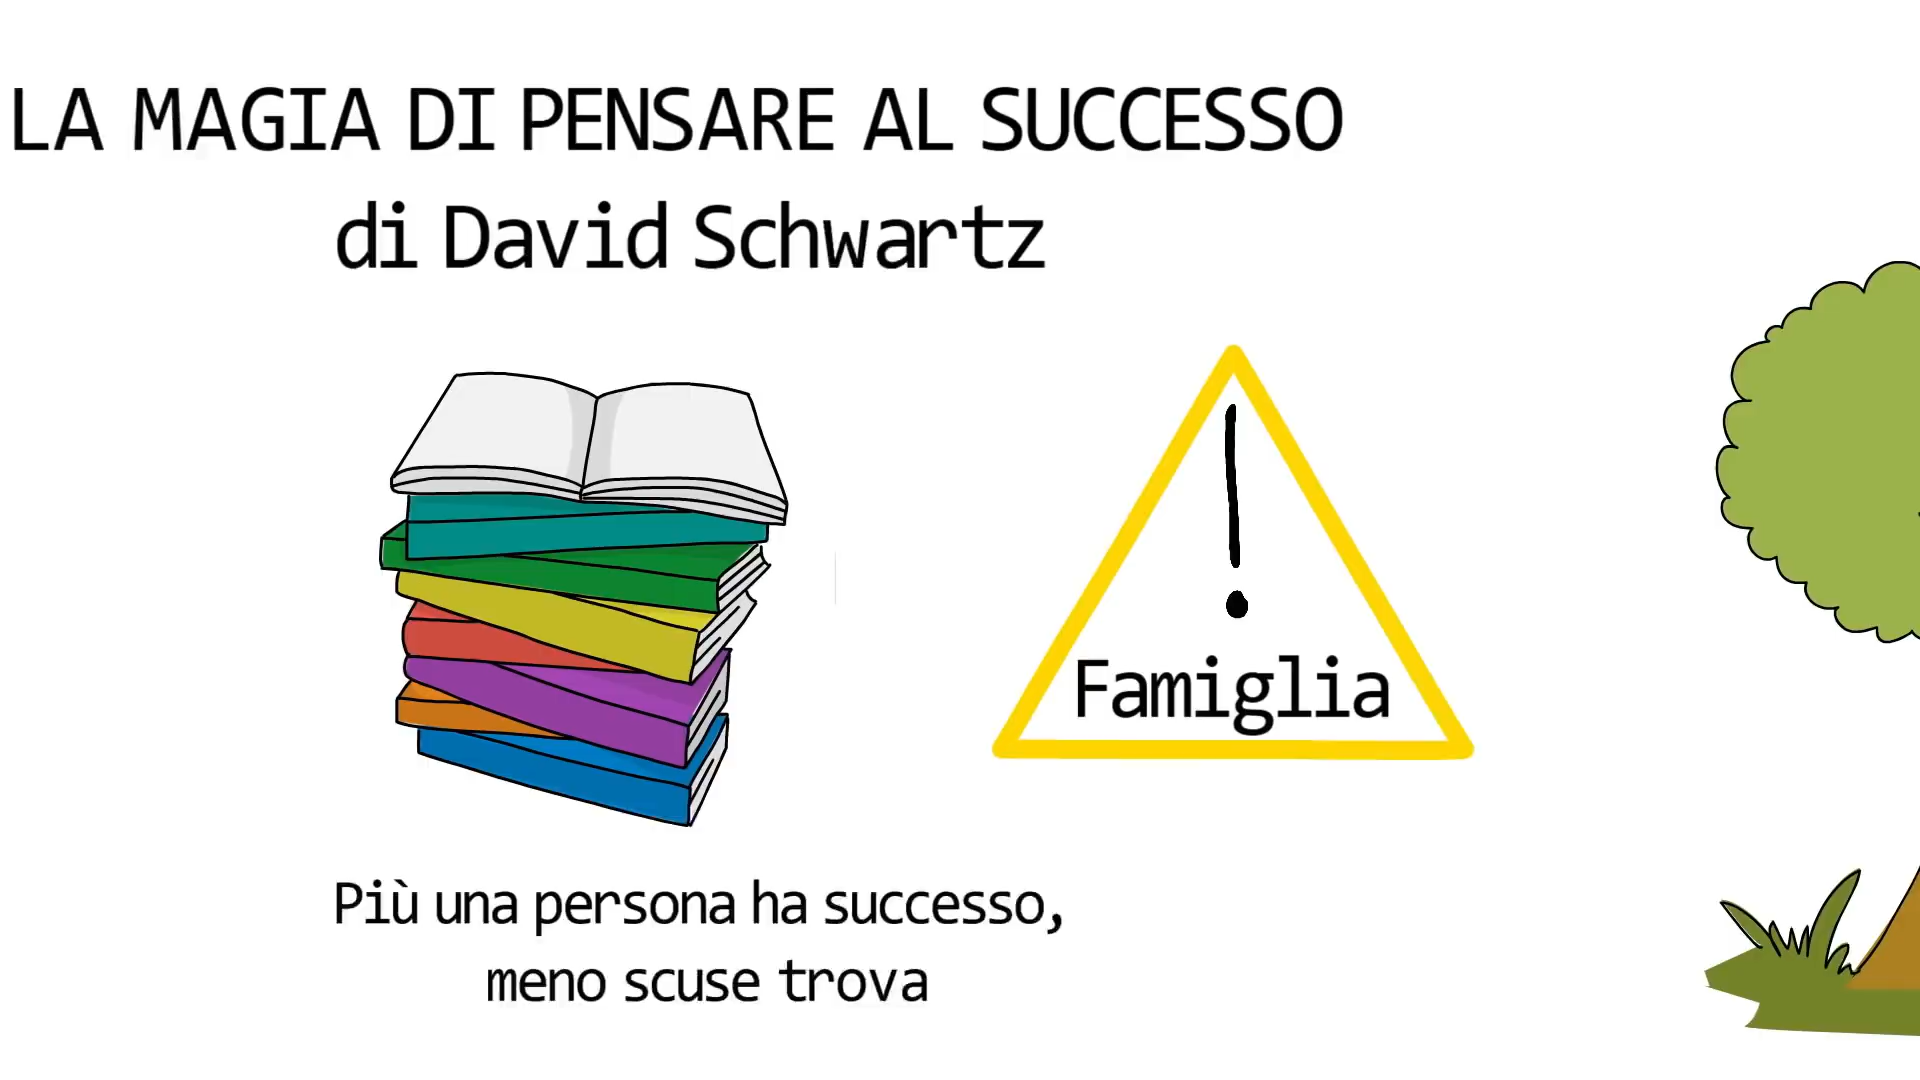 LA MAGIA DI PENSARE AL SUCCESSO
di David Schwartz
!
Famiglia
Più una persona ha successo,
meno scuse trova